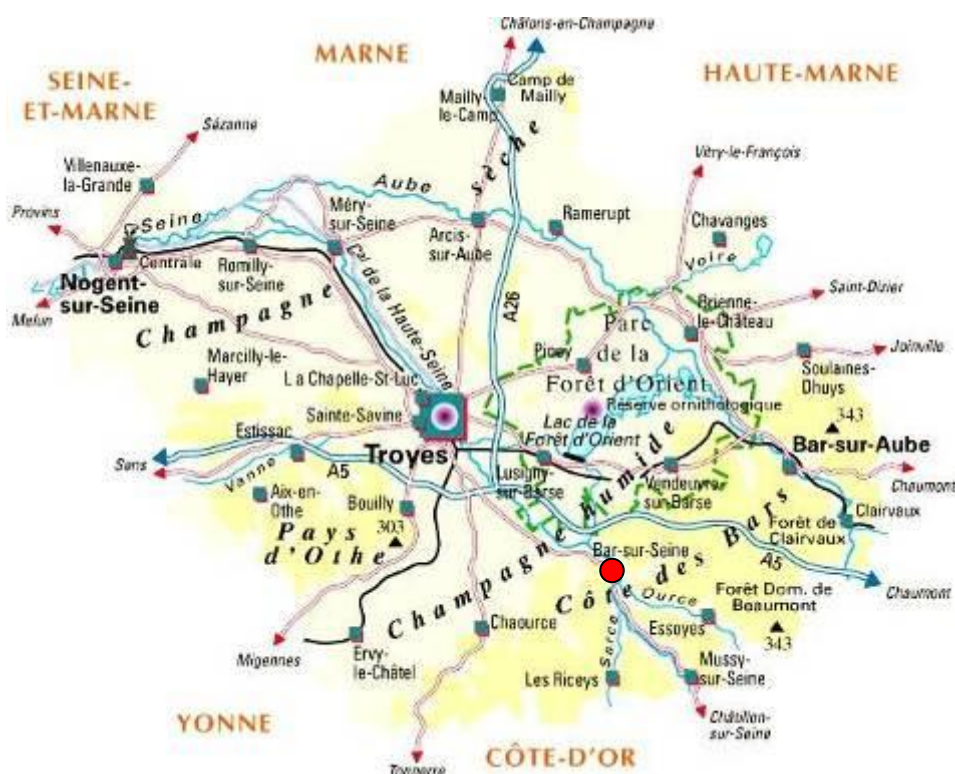 Châlons-en-Champagne
MARNE
HAUTE-MARNE
SEINE-
ET-MARNE
Camp de
Mailly
Mailly-
le-Camp
Sézanne
sèche
Vitry-le-François
Villenauxe-
la-Grande
Aube
Provins
Seine
Méry-
sur-Seine
Ramerupt
Chavanges
Arcis-
sur-Aube
Voire
Centrale
Romilly-
sur-Seine
Nogent-
sur-Seine
Cal de la Haute-Seine
Melun
Champagne
A26
Saint-Dizier
Brienne-
le-Château
Parc
de la
Forêt d'Orient
Piney
Joinville
Soulaines-
Dhuys
Marcilly-le-
Hayer
La Chapelle-St-Luc
Réserve ornithologique
343
Sainte-Savine
Lac de la
Forêt d'Orient
Estissac
Troyes
Bar-sur-Aube
Sens
Vanne
A5
Lusigny-
sur-Barse
Vendeuvre-
sur-Barse
Chaumont
Aix-en-
Othe
Bouilly
Clairvaux
Forêt de
Clairvaux
303
Pays
d'Othe
Champagne humide
Côte des Bars
Bar-sur-Seine
A5
Chaumont
Ource
Forêt Dom. de
Beaumont
Essoyes
343
Chaource
Sarce
Migennes
Ervy-
le-Châtel
Les Riceys
Mussy-
sur-Seine
YONNE
Châtillon-
sur-Seine
CÔTE-D'OR
Tonnerre